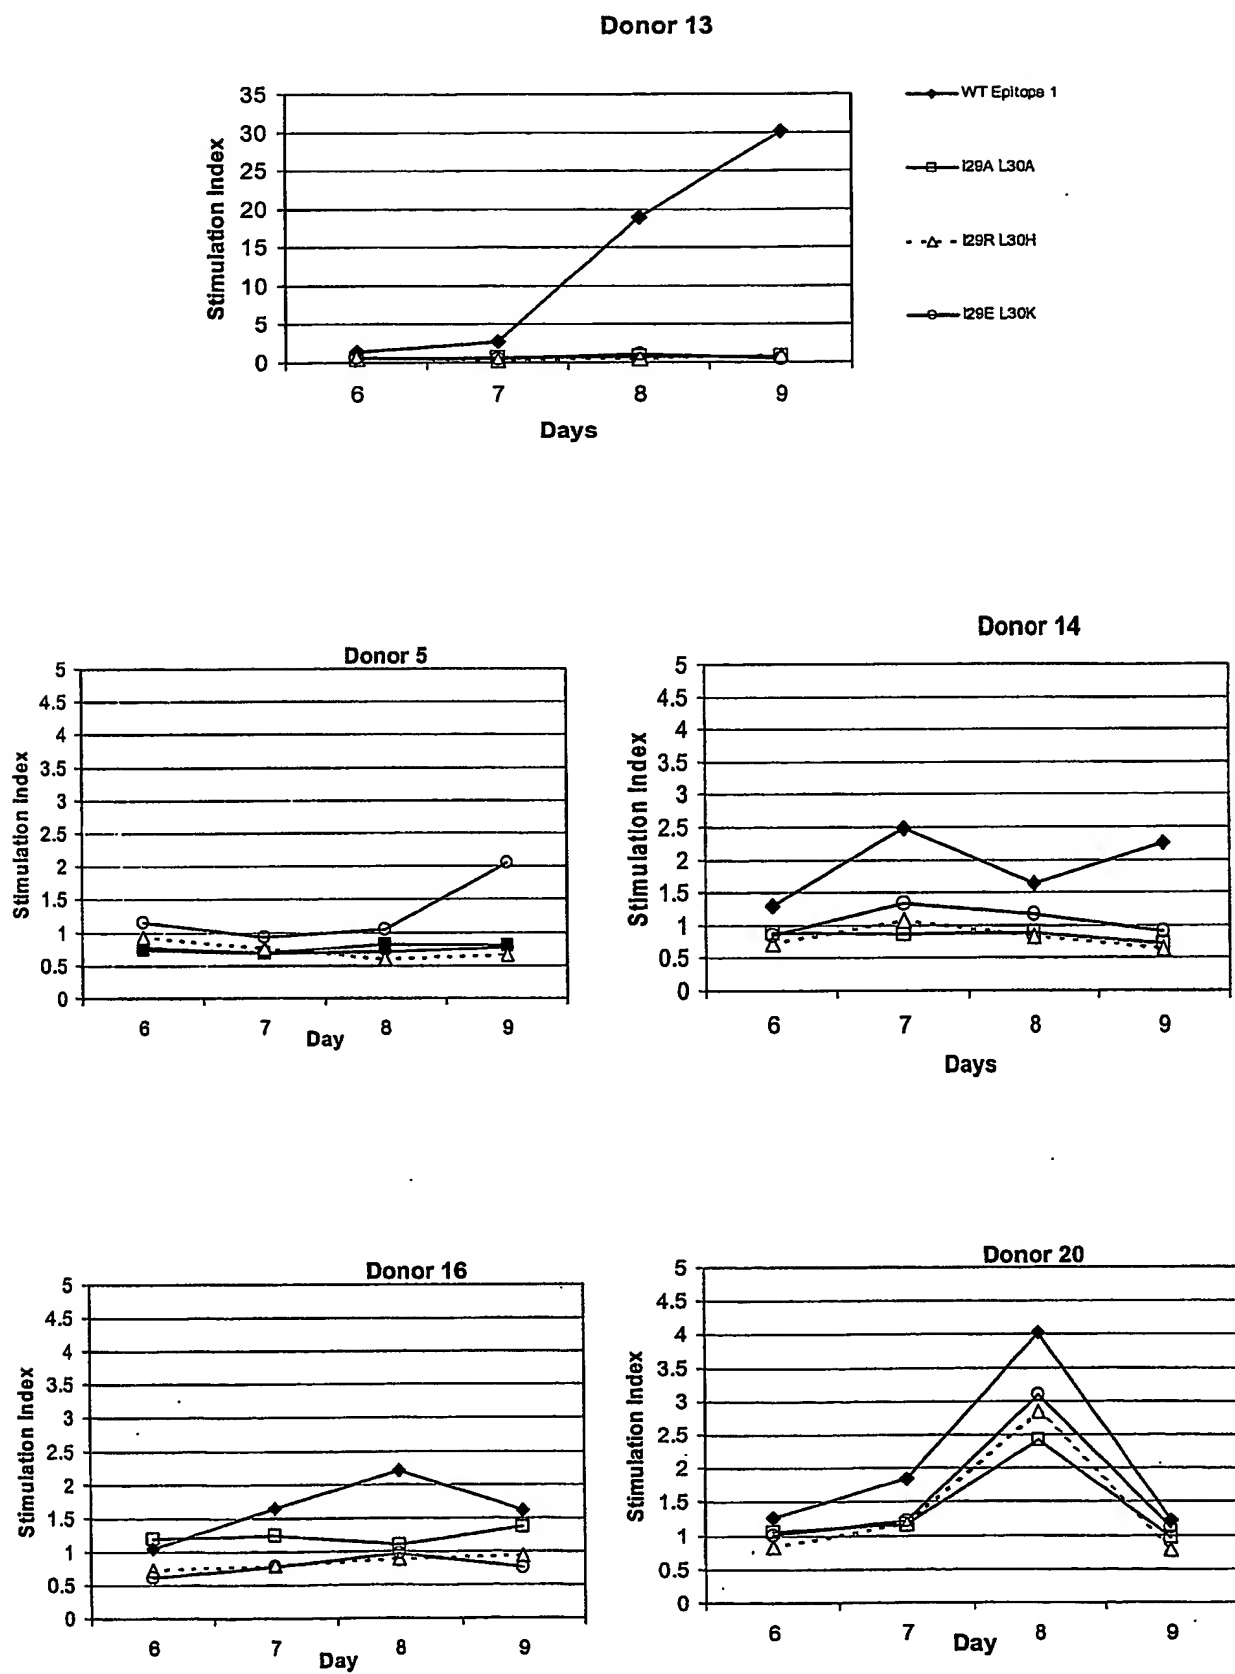 Donor 13
Stimulation Index
35
30
25
20
15
10
5
0
6 7 8 9
Days
WT Epitope 1
I29A L30A
I29R L30H
I29E L30K
Donor 5
Stimulation Index
5
4.5
4
3.5
3
2.5
2
1.5
1
0.5
0
6 7 8 9
Day
Donor 14
Stimulation Index
5
4.5
4
3.5
3
2.5
2
1.5
1
0.5
0
6 7 8 9
Days
Donor 16
Stimulation Index
5
4.5
4
3.5
3
2.5
2
1.5
1
0.5
0
6 7 8 9
Day
Donor 20
Stimulation Index
5
4.5
4
3.5
3
2.5
2
1.5
1
0.5
0
6 7 8 9
Day